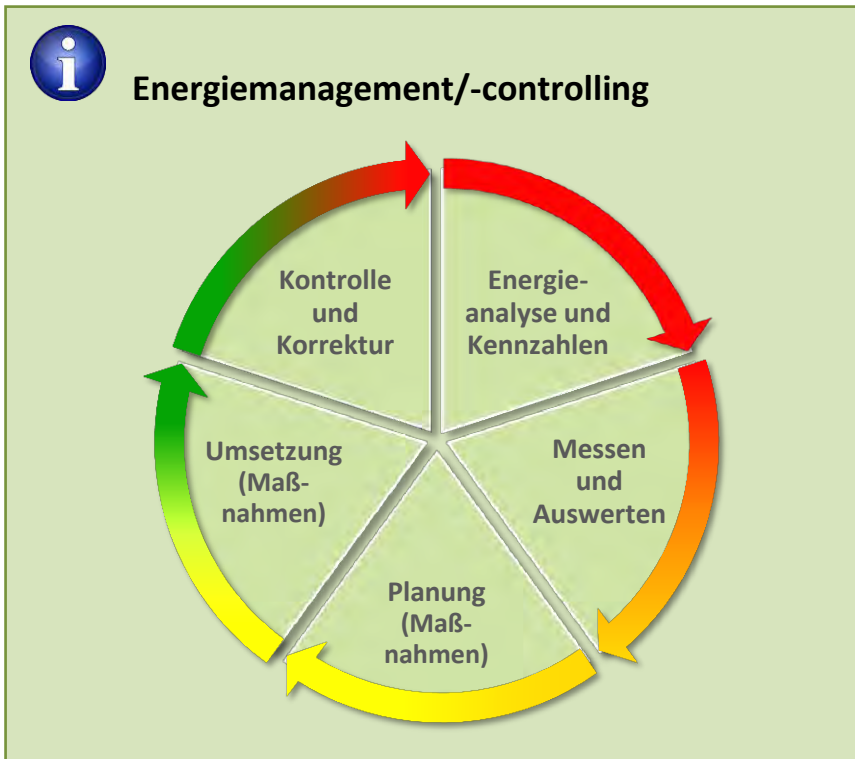 i
Energiemanagement/-controlling
Energie-
analyse und
Kennzahlen
Messen
und
Auswerten
Planung
(Maß-
nahmen)
Umsetzung
(Maß-
nahmen)
Kontrolle
und
Korrektur